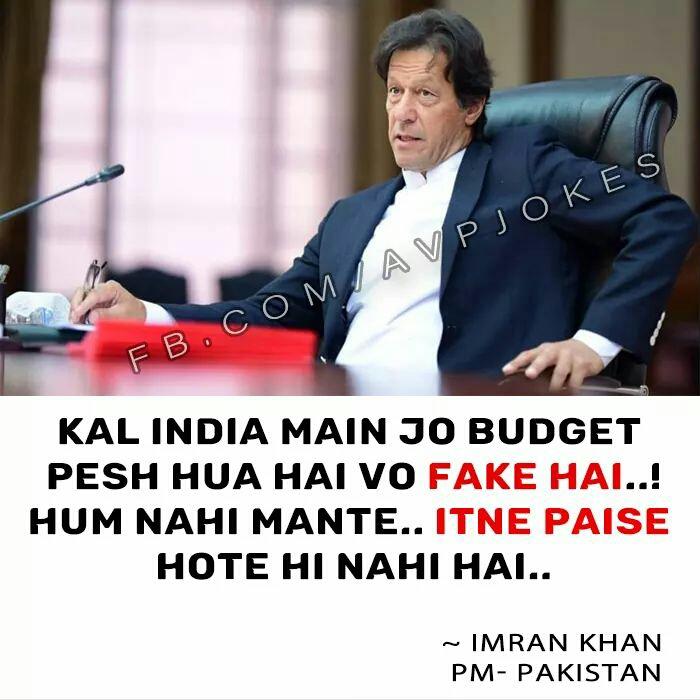 FB.COM/AVPJOKES
KAL INDIA MAIN JO BUDGET
PESH HUA HAI VO FAKE HAI..!
HUM NAHI MANTE.. ITNE PAISE
HOTE HI NAHI HAI..
~ IMRAN KHAN
PM- PAKISTAN